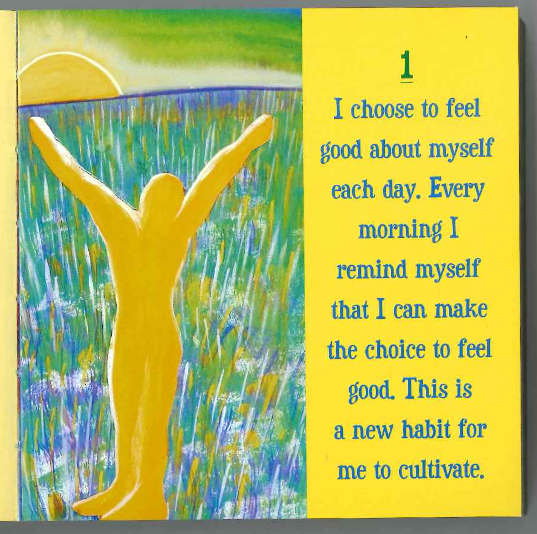 1
I choose to feel
good about myself
each day. Every
morning I
remind myself
that I can make
the choice to feel
good. This is
a new habit for
me to cultivate.